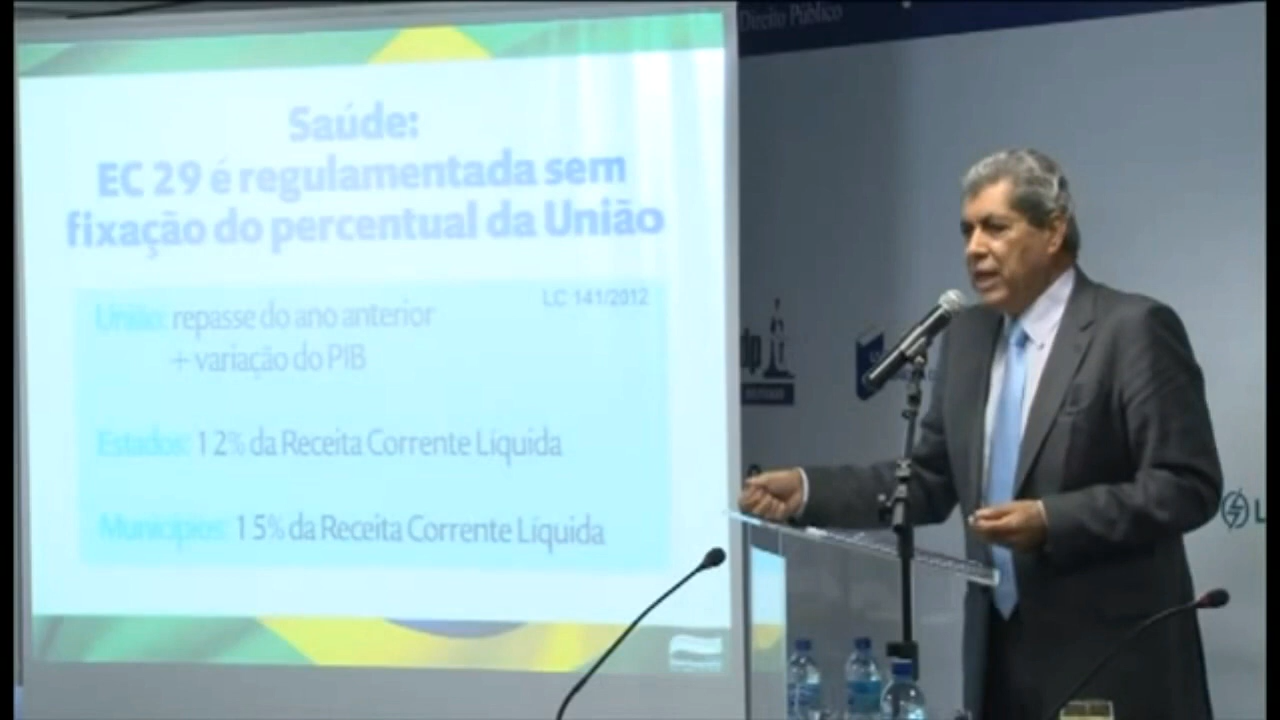 Direito Público
Saúde:
EC 29 é regulamentada sem
fixação do percentual da União
LC 141/2012
União: repasse do ano anterior
+ variação do PIB
Estados: 12% da Receita Corrente Líquida
Municípios: 15% da Receita Corrente Líquida
dp
L